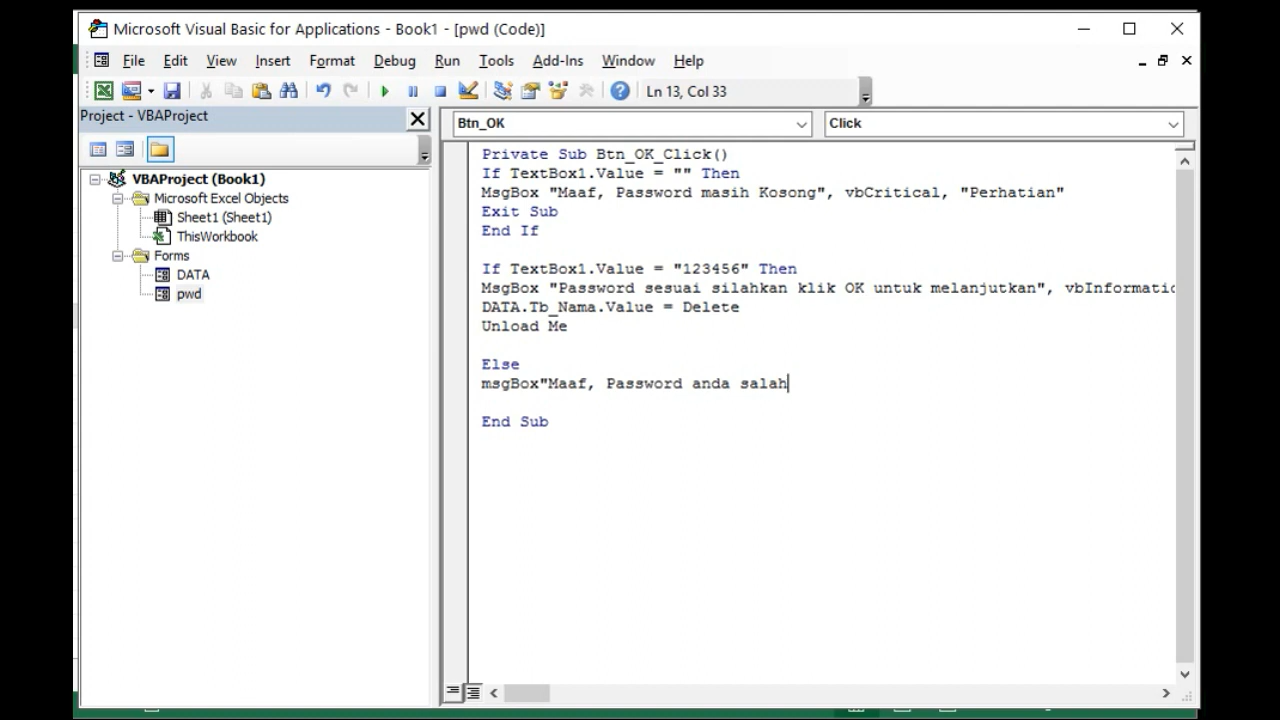 Microsoft Visual Basic for Applications - Book1 - [pwd (Code)]
File Edit View Insert Format Debug Run Tools Add-Ins Window Help
Ln 13, Col 33
Project - VBAProject
Btn_OK Click
VBAProject (Book1)
Microsoft Excel Objects
Sheet1 (Sheet1)
ThisWorkbook
Forms
DATA
pwd
Private Sub Btn_OK_Click()
If TextBox1.Value = "" Then
MsgBox "Maaf, Password masih Kosong", vbCritical, "Perhatian"
Exit Sub
End If
If TextBox1.Value = "123456" Then
MsgBox "Password sesuai silahkan klik OK untuk melanjutkan", vbInformatio
DATA.Tb_Nama.Value = Delete
Unload Me
Else
msgBox"Maaf, Password anda salah
End Sub